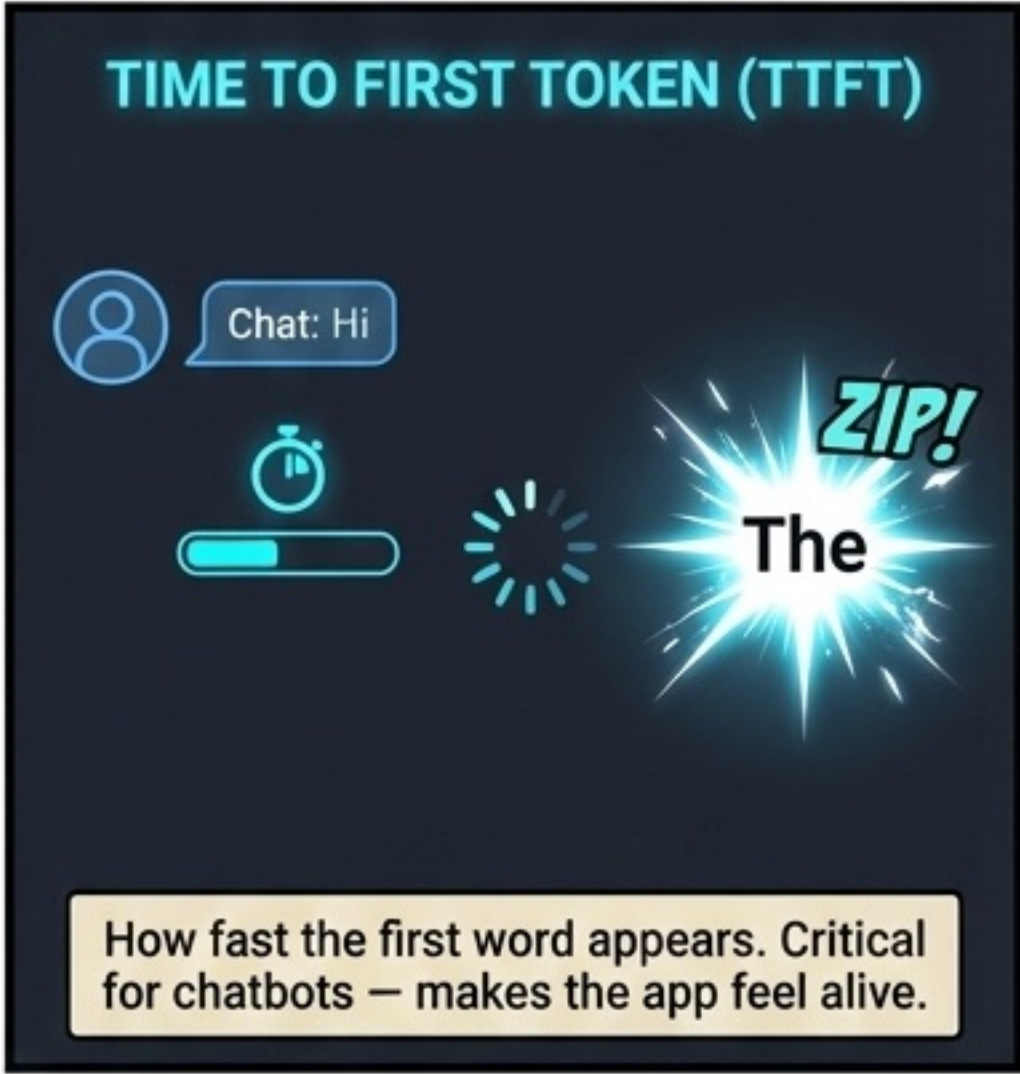 TIME TO FIRST TOKEN (TTFT)
Chat: Hi
ZIP!
The
How fast the first word appears. Critical
for chatbots — makes the app feel alive.